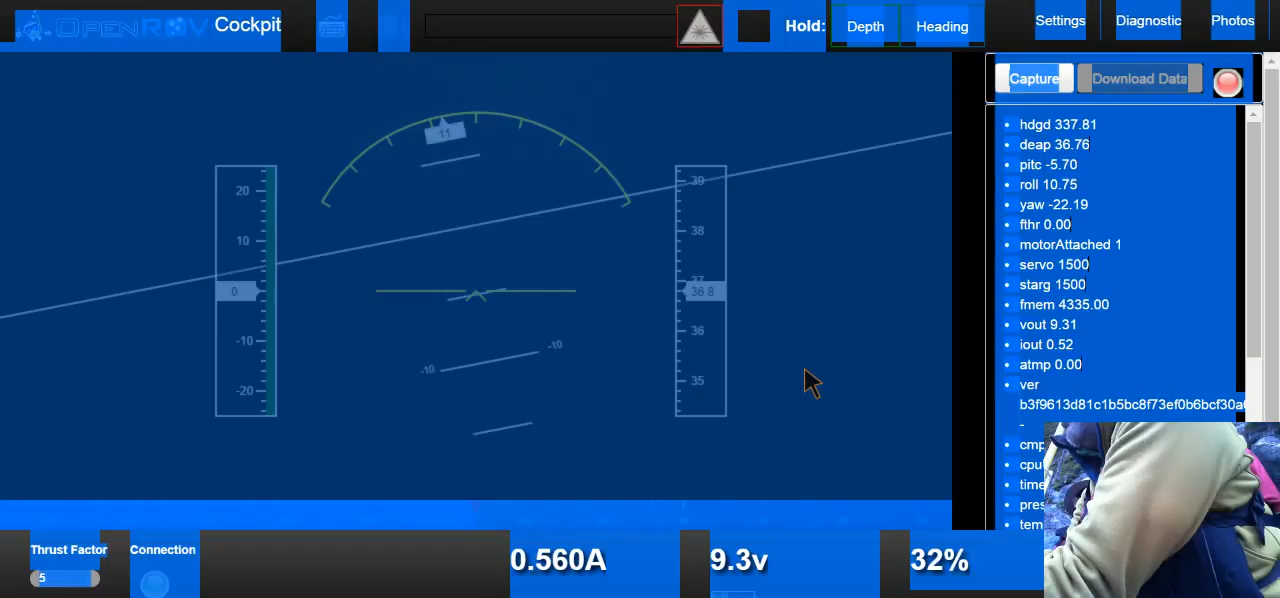 OPENROV Cockpit
Hold: Depth Heading
Settings Diagnostic Photos
Capture Download Data
11
20
10
0
-10
-20
39
38
37
36.8
36
35
-10
-10
hdgd 337.81
deap 36.76
pitc -5.70
roll 10.75
yaw -22.19
fthr 0.00
motorAttached 1
servo 1500
starg 1500
fmem 4335.00
vout 9.31
iout 0.52
atmp 0.00
ver
b3f9613d81c1b5bc8f73ef0b6bcf30a
-
cmp
cpu
time
pres
tem
Thrust Factor
5
Connection
0.560A
9.3v
32%